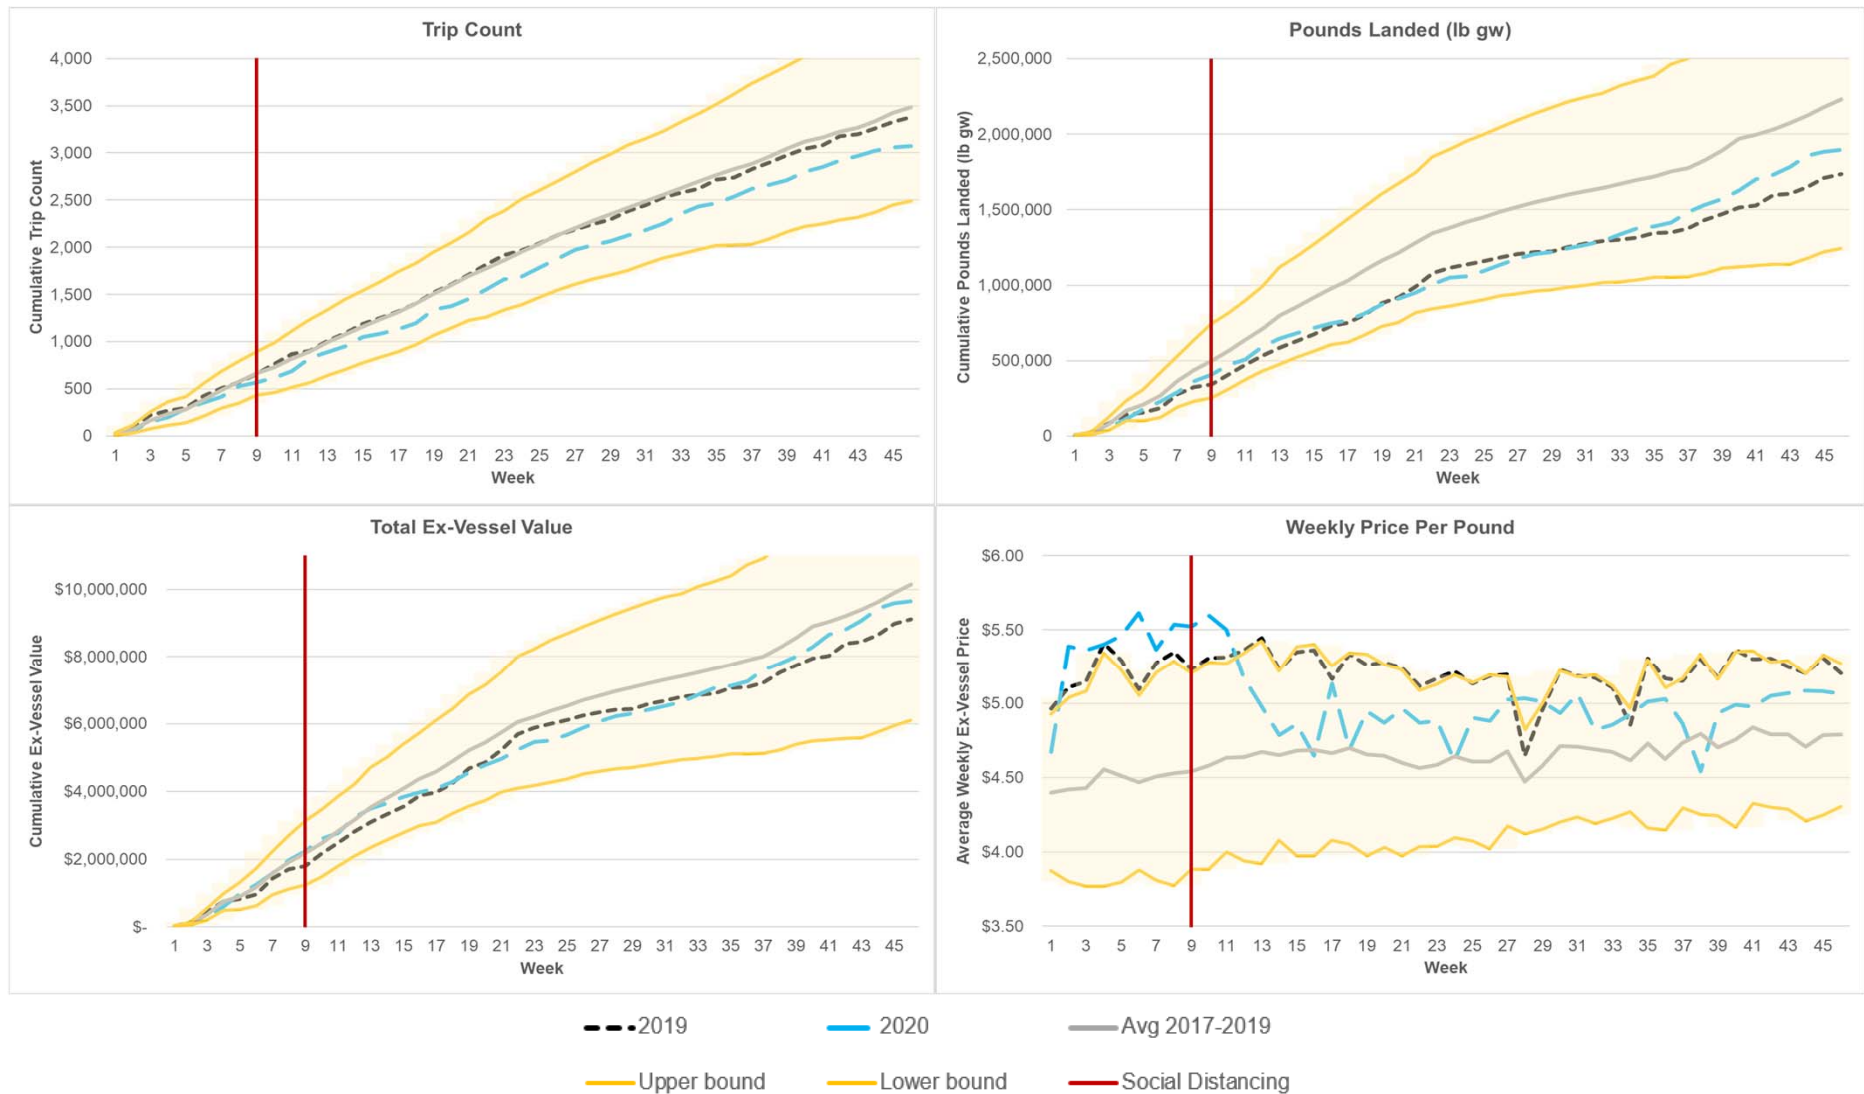 Trip Count
4,000
3,500
3,000
2,500
2,000
1,500
1,000
500
0
Cumulative Trip Count
1 3 5 7 9 11 13 15 17 19 21 23 25 27 29 31 33 35 37 39 41 43 45
Week
Pounds Landed (lb gw)
2,500,000
2,000,000
1,500,000
1,000,000
500,000
0
Cumulative Pounds Landed (lb gw)
1 3 5 7 9 11 13 15 17 19 21 23 25 27 29 31 33 35 37 39 41 43 45
Week
Total Ex-Vessel Value
$10,000,000
$8,000,000
$6,000,000
$4,000,000
$2,000,000
$-
Cumulative Ex-Vessel Value
1 3 5 7 9 11 13 15 17 19 21 23 25 27 29 31 33 35 37 39 41 43 45
Week
Weekly Price Per Pound
$6.00
$5.50
$5.00
$4.50
$4.00
$3.50
Average Weekly Ex-Vessel Price
1 3 5 7 9 11 13 15 17 19 21 23 25 27 29 31 33 35 37 39 41 43 45
Week
2019 2020 Avg 2017-2019
Upper bound Lower bound Social Distancing